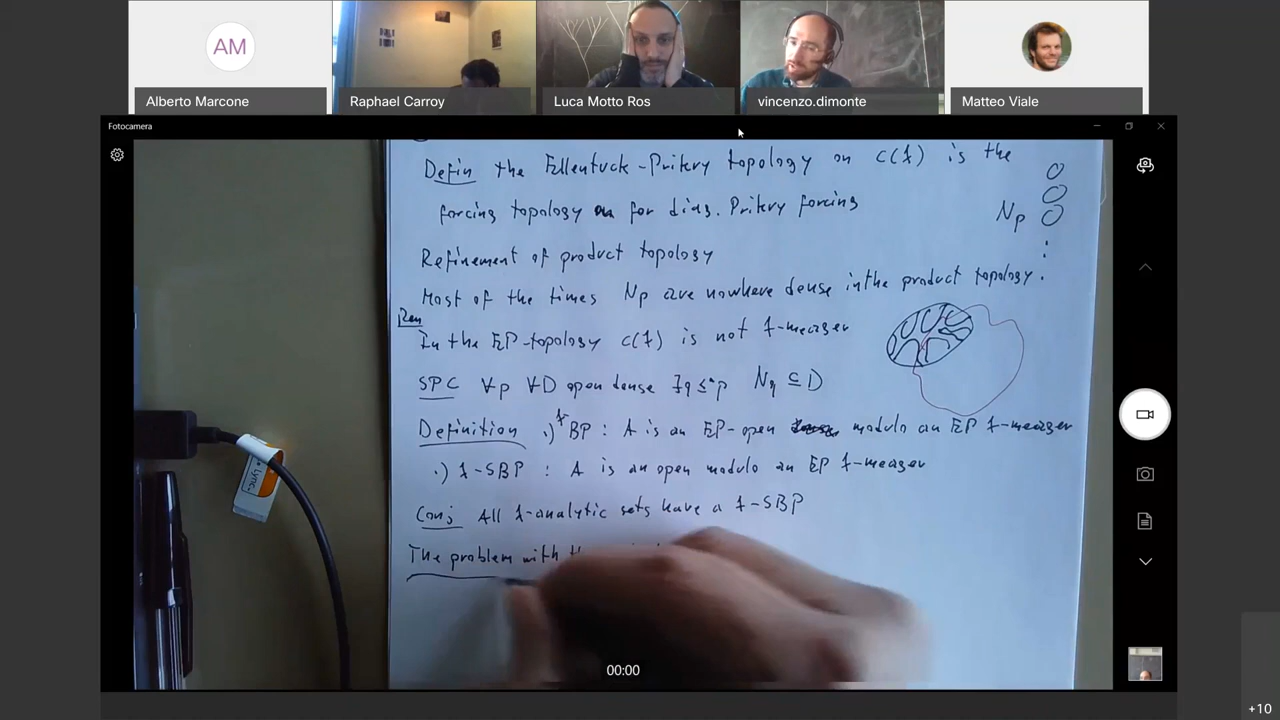 AM
Alberto Marcone
Raphael Carroy
Luca Motto Ros
vincenzo.dimonte
Matteo Viale
Fotocamera
Defin the Ellentuck-Prikry topology on C(λ) is the
forcing topology for diag. Prikry forcing
Np
Refinement of product topology
Most of the times Np are nowhere dense in the product topology.
Rem
In the EP-topology C(λ) is not λ-meager
SPC ∀p ∀D open dense ∃q ≤* p Nq ⊆ D
Definition .) λ-BP : A is an EP-open modulo an EP λ-meager
.) λ-SBP : A is an open modulo an EP λ-meager
Conj All λ-analytic sets have a λ-SBP
The problem with
Lync.
00:00
+10